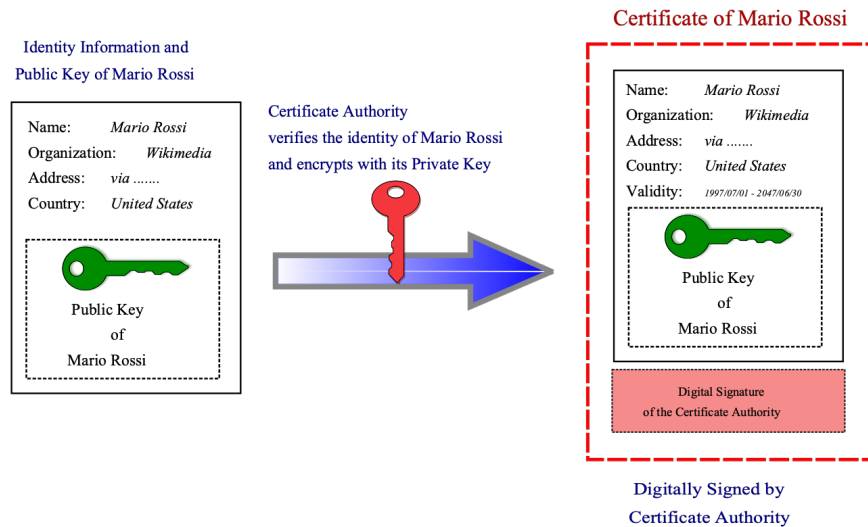 Identity Information and
Public Key of Mario Rossi
Name: Mario Rossi
Organization: Wikimedia
Address: via .......
Country: United States
Public Key
of
Mario Rossi
Certificate Authority
verifies the identity of Mario Rossi
and encrypts with its Private Key
Certificate of Mario Rossi
Name: Mario Rossi
Organization: Wikimedia
Address: via .......
Country: United States
Validity: 1997/07/01 - 2047/06/30
Public Key
of
Mario Rossi
Digital Signature
of the Certificate Authority
Digitally Signed by
Certificate Authority